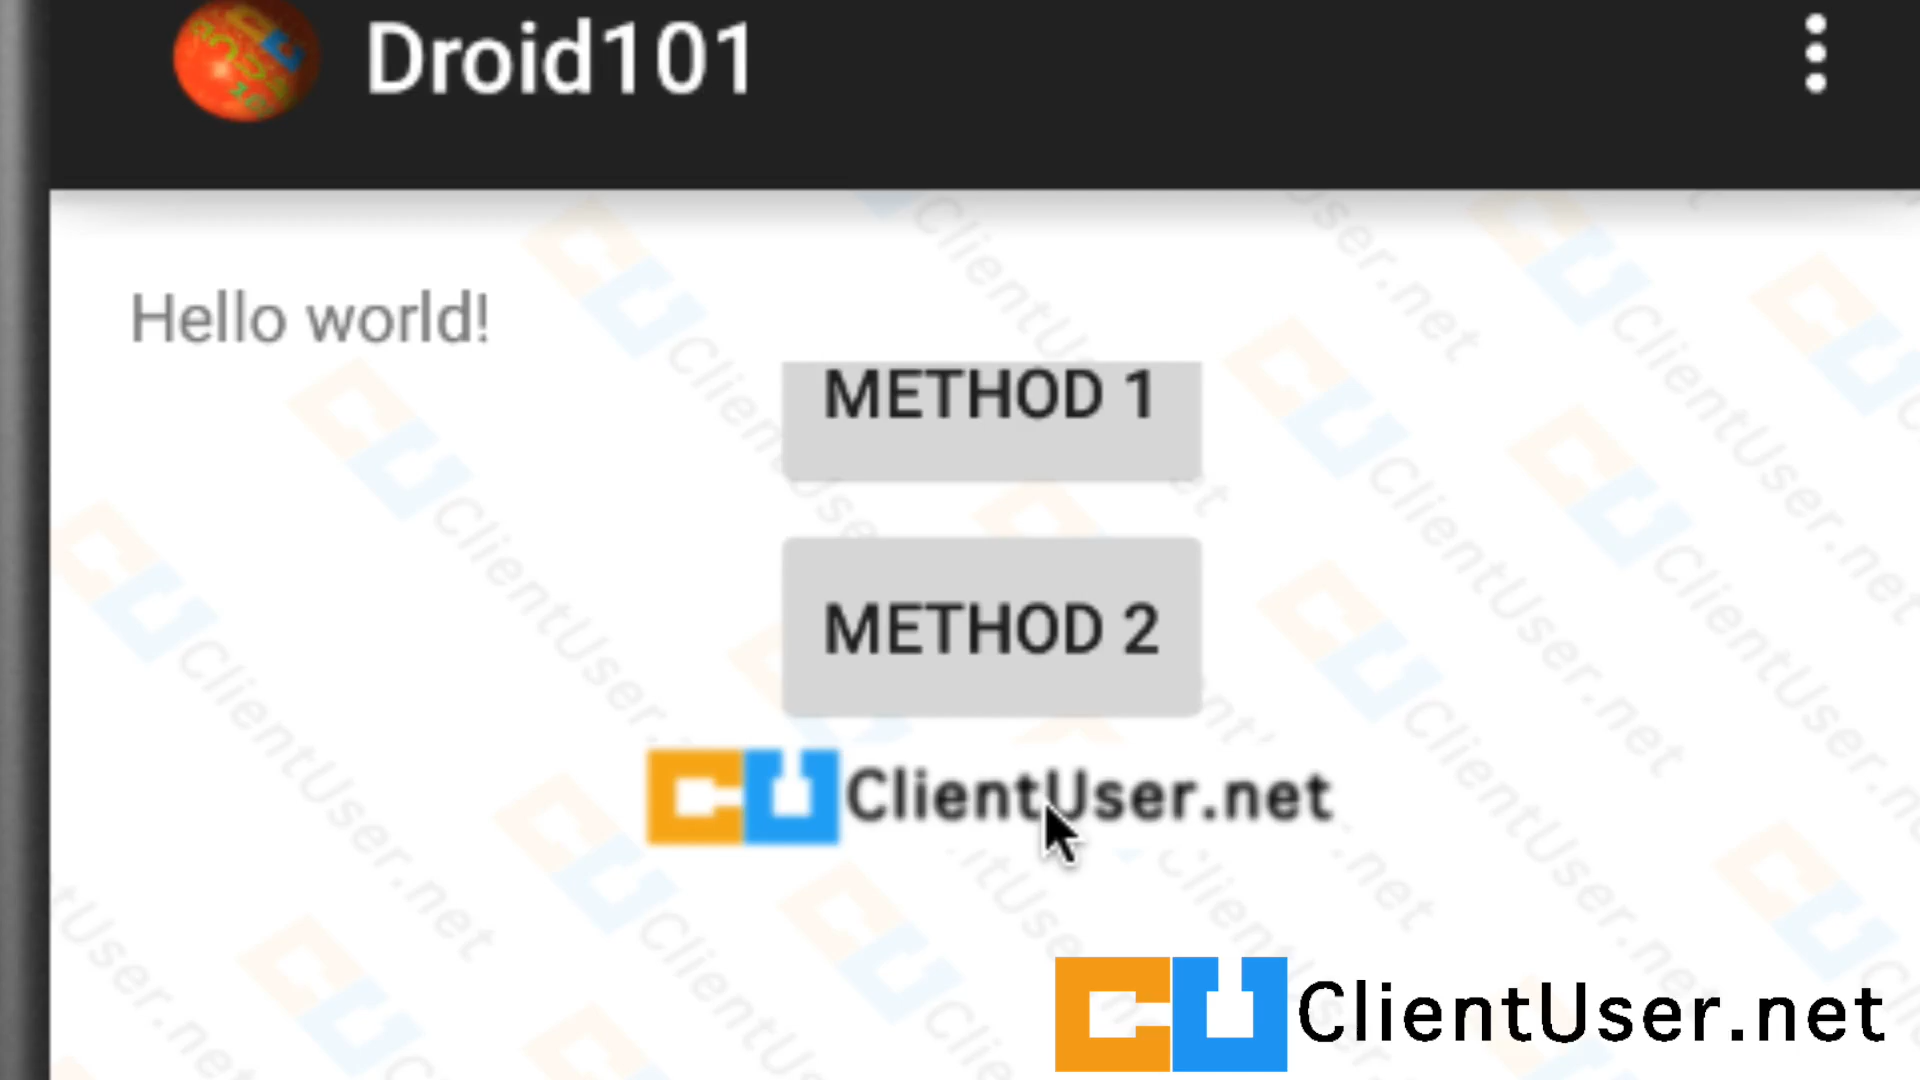 Droid101
Hello world!
METHOD 1
METHOD 2
ClientUser.net
ClientUser.net